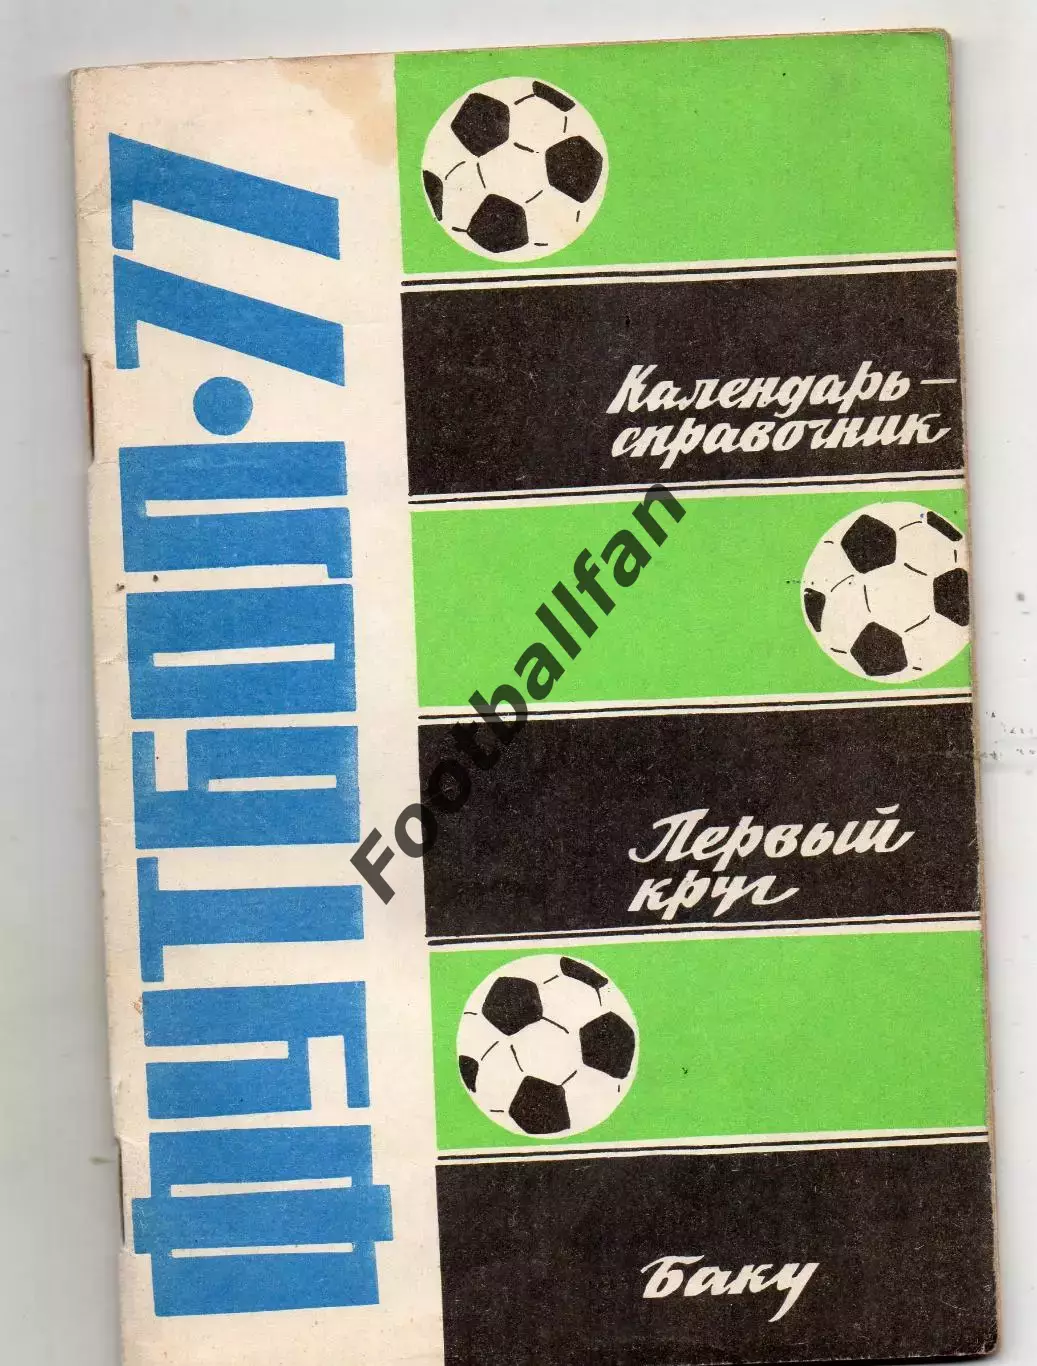 ФУТБОЛ·77
Календарь—
справочник
Первый
круг
Баку
Footballfan